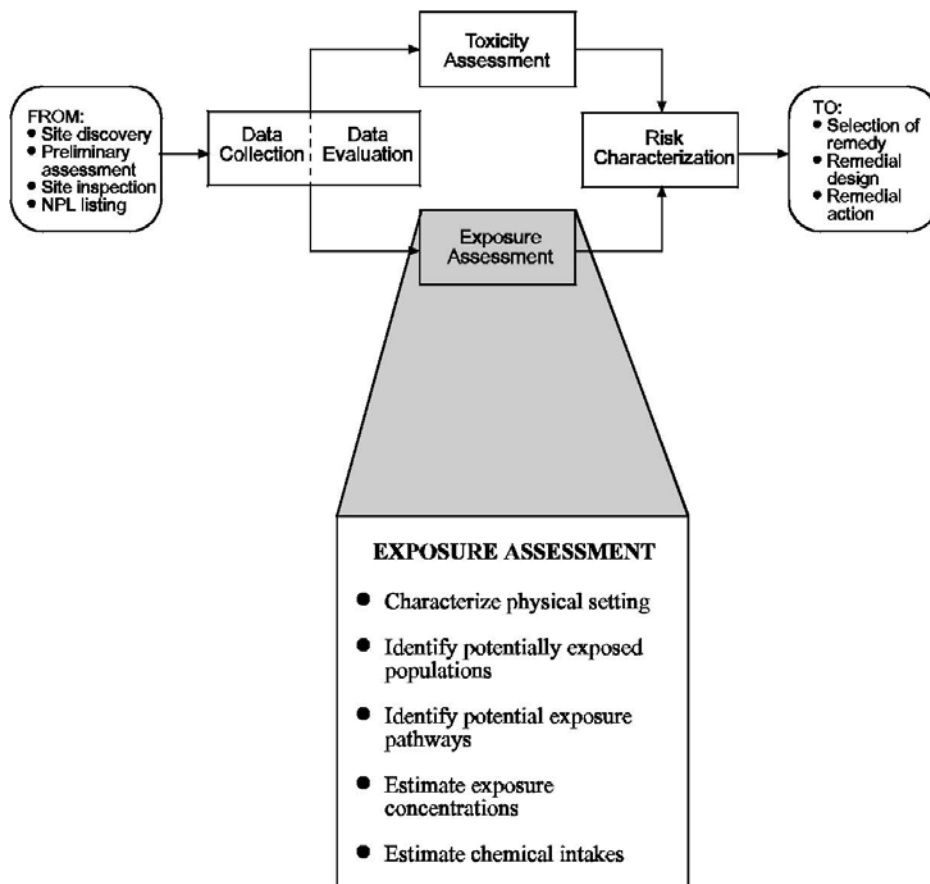 Toxicity
Assessment
FROM:
● Site discovery
● Preliminary
assessment
● Site inspection
● NPL listing
Data
Collection
Data
Evaluation
Risk
Characterization
TO:
● Selection of
remedy
● Remedial
design
● Remedial
action
Exposure
Assessment
EXPOSURE ASSESSMENT
● Characterize physical setting
● Identify potentially exposed
populations
● Identify potential exposure
pathways
● Estimate exposure
concentrations
● Estimate chemical intakes